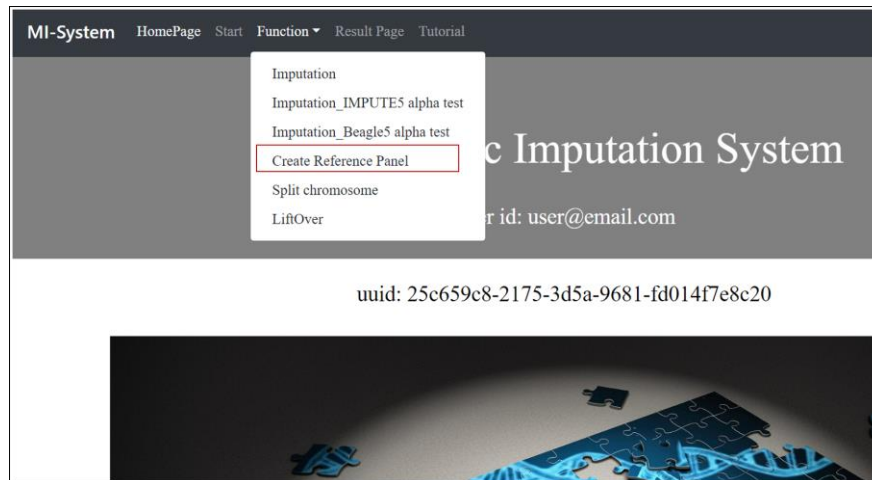 MI-System HomePage Start Function Result Page Tutorial
Imputation
Imputation_IMPUTE5 alpha test
Imputation_Beagle5 alpha test
Create Reference Panel
Split chromosome
LiftOver
c Imputation System
r id: user@email.com
uuid: 25c659c8-2175-3d5a-9681-fd014f7e8c20